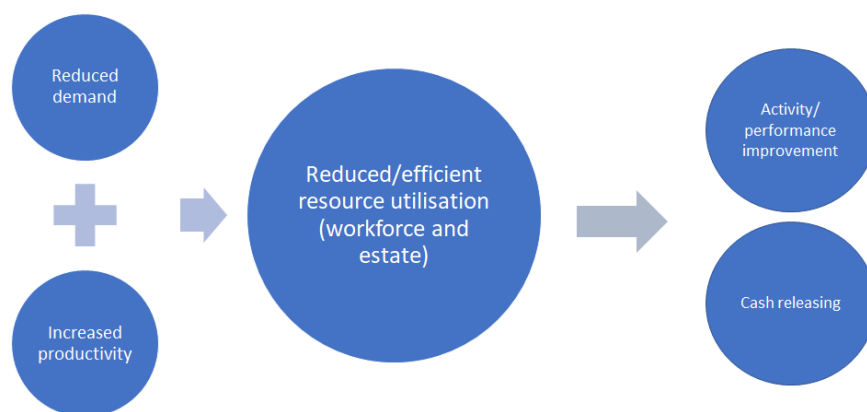 Reduced
demand
Increased
productivity
Reduced/efficient
resource utilisation
(workforce and
estate)
Activity/
performance
improvement
Cash releasing